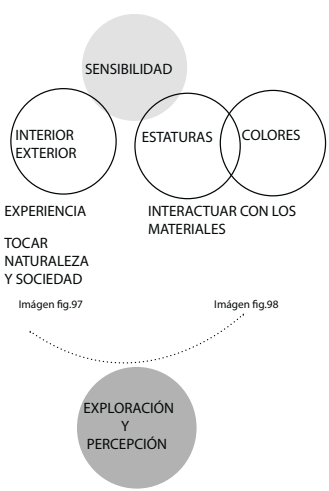 SENSIBILIDAD
INTERIOR
EXTERIOR
ESTATURAS
COLORES
EXPERIENCIA
TOCAR
NATURALEZA
Y SOCIEDAD
INTERACTUAR CON LOS
MATERIALES
Imágen fig.97
Imágen fig.98
EXPLORACIÓN
Y
PERCEPCIÓN